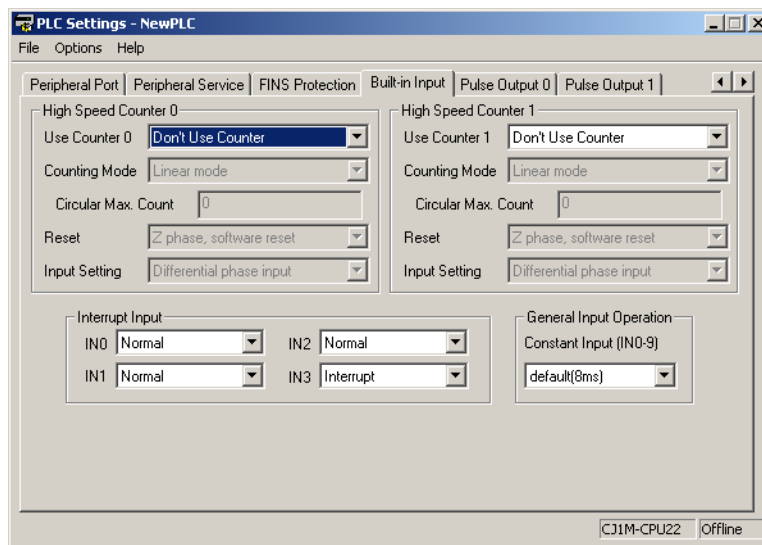 PLC Settings - NewPLC
File Options Help
Peripheral Port Peripheral Service FINS Protection Built-in Input Pulse Output 0 Pulse Output 1
High Speed Counter 0
Use Counter 0 Don't Use Counter
Counting Mode Linear mode
Circular Max. Count 0
Reset Z phase, software reset
Input Setting Differential phase input
High Speed Counter 1
Use Counter 1 Don't Use Counter
Counting Mode Linear mode
Circular Max. Count 0
Reset Z phase, software reset
Input Setting Differential phase input
Interrupt Input
IN0 Normal IN2 Normal
IN1 Normal IN3 Interrupt
General Input Operation
Constant Input (IN0-9)
default(8ms)
CJ1M-CPU22 Offline